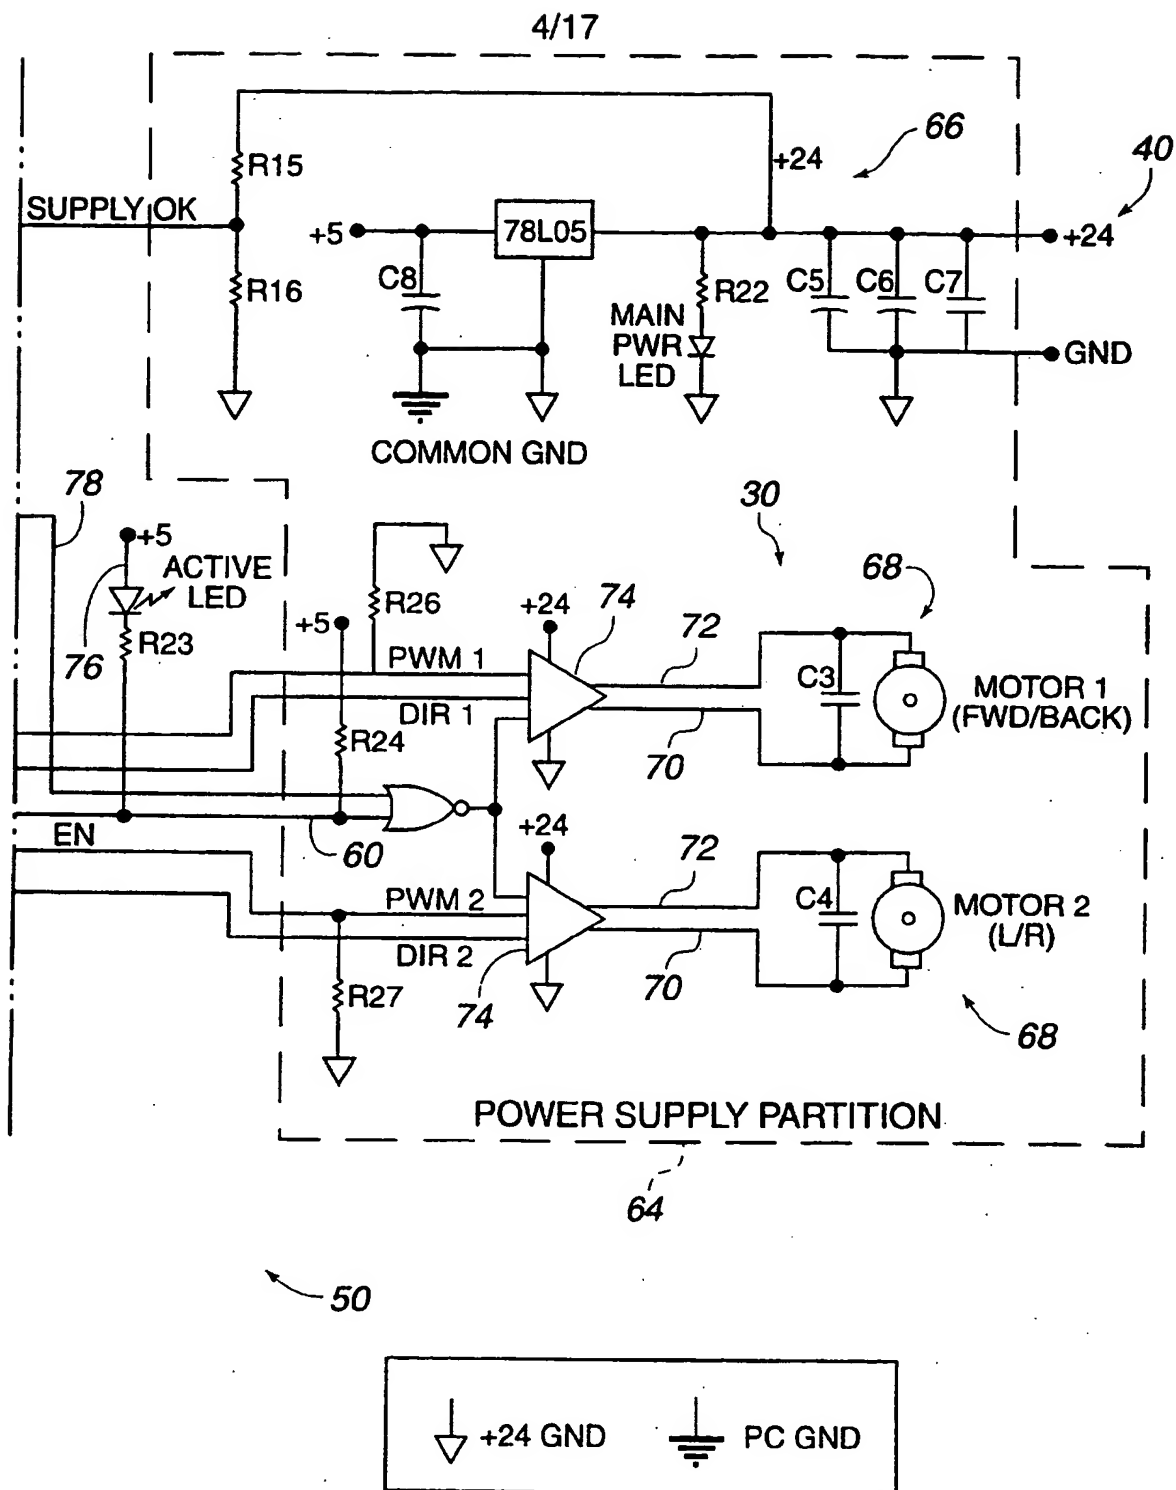 4/17
66
40
R15
+24
SUPPLY OK
+5
78L05
+24
R16
C8
R22
C5
C6
C7
MAIN
PWR
LED
GND
COMMON GND
78
30
+5
ACTIVE
LED
68
R26
+24
74
72
+5
R23
76
PWM 1
C3
MOTOR 1
(FWD/BACK)
DIR 1
R24
70
EN
60
+24
72
PWM 2
C4
MOTOR 2
(L/R)
DIR 2
70
R27
74
68
POWER SUPPLY PARTITION
64
50
+24 GND
PC GND